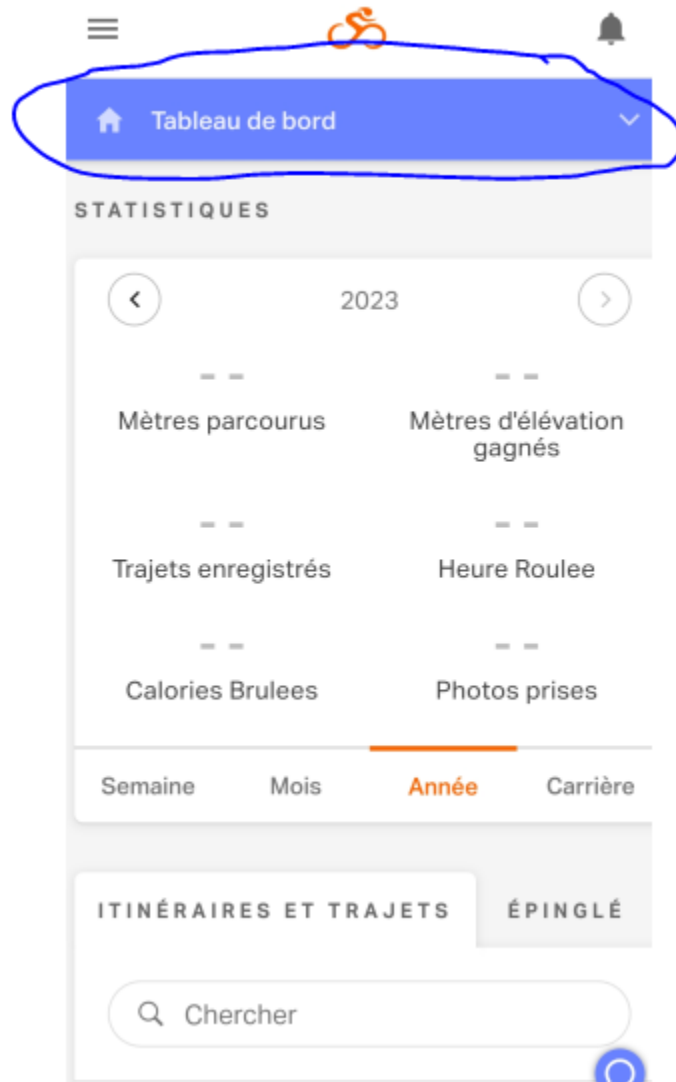 Tableau de bord
STATISTIQUES
2023
-- --
Mètres parcourus Mètres d'élévation
gagnés
-- --
Trajets enregistrés Heure Roulee
-- --
Calories Brulees Photos prises
Semaine Mois Année Carrière
ITINÉRAIRES ET TRAJETS ÉPINGLÉ
Chercher